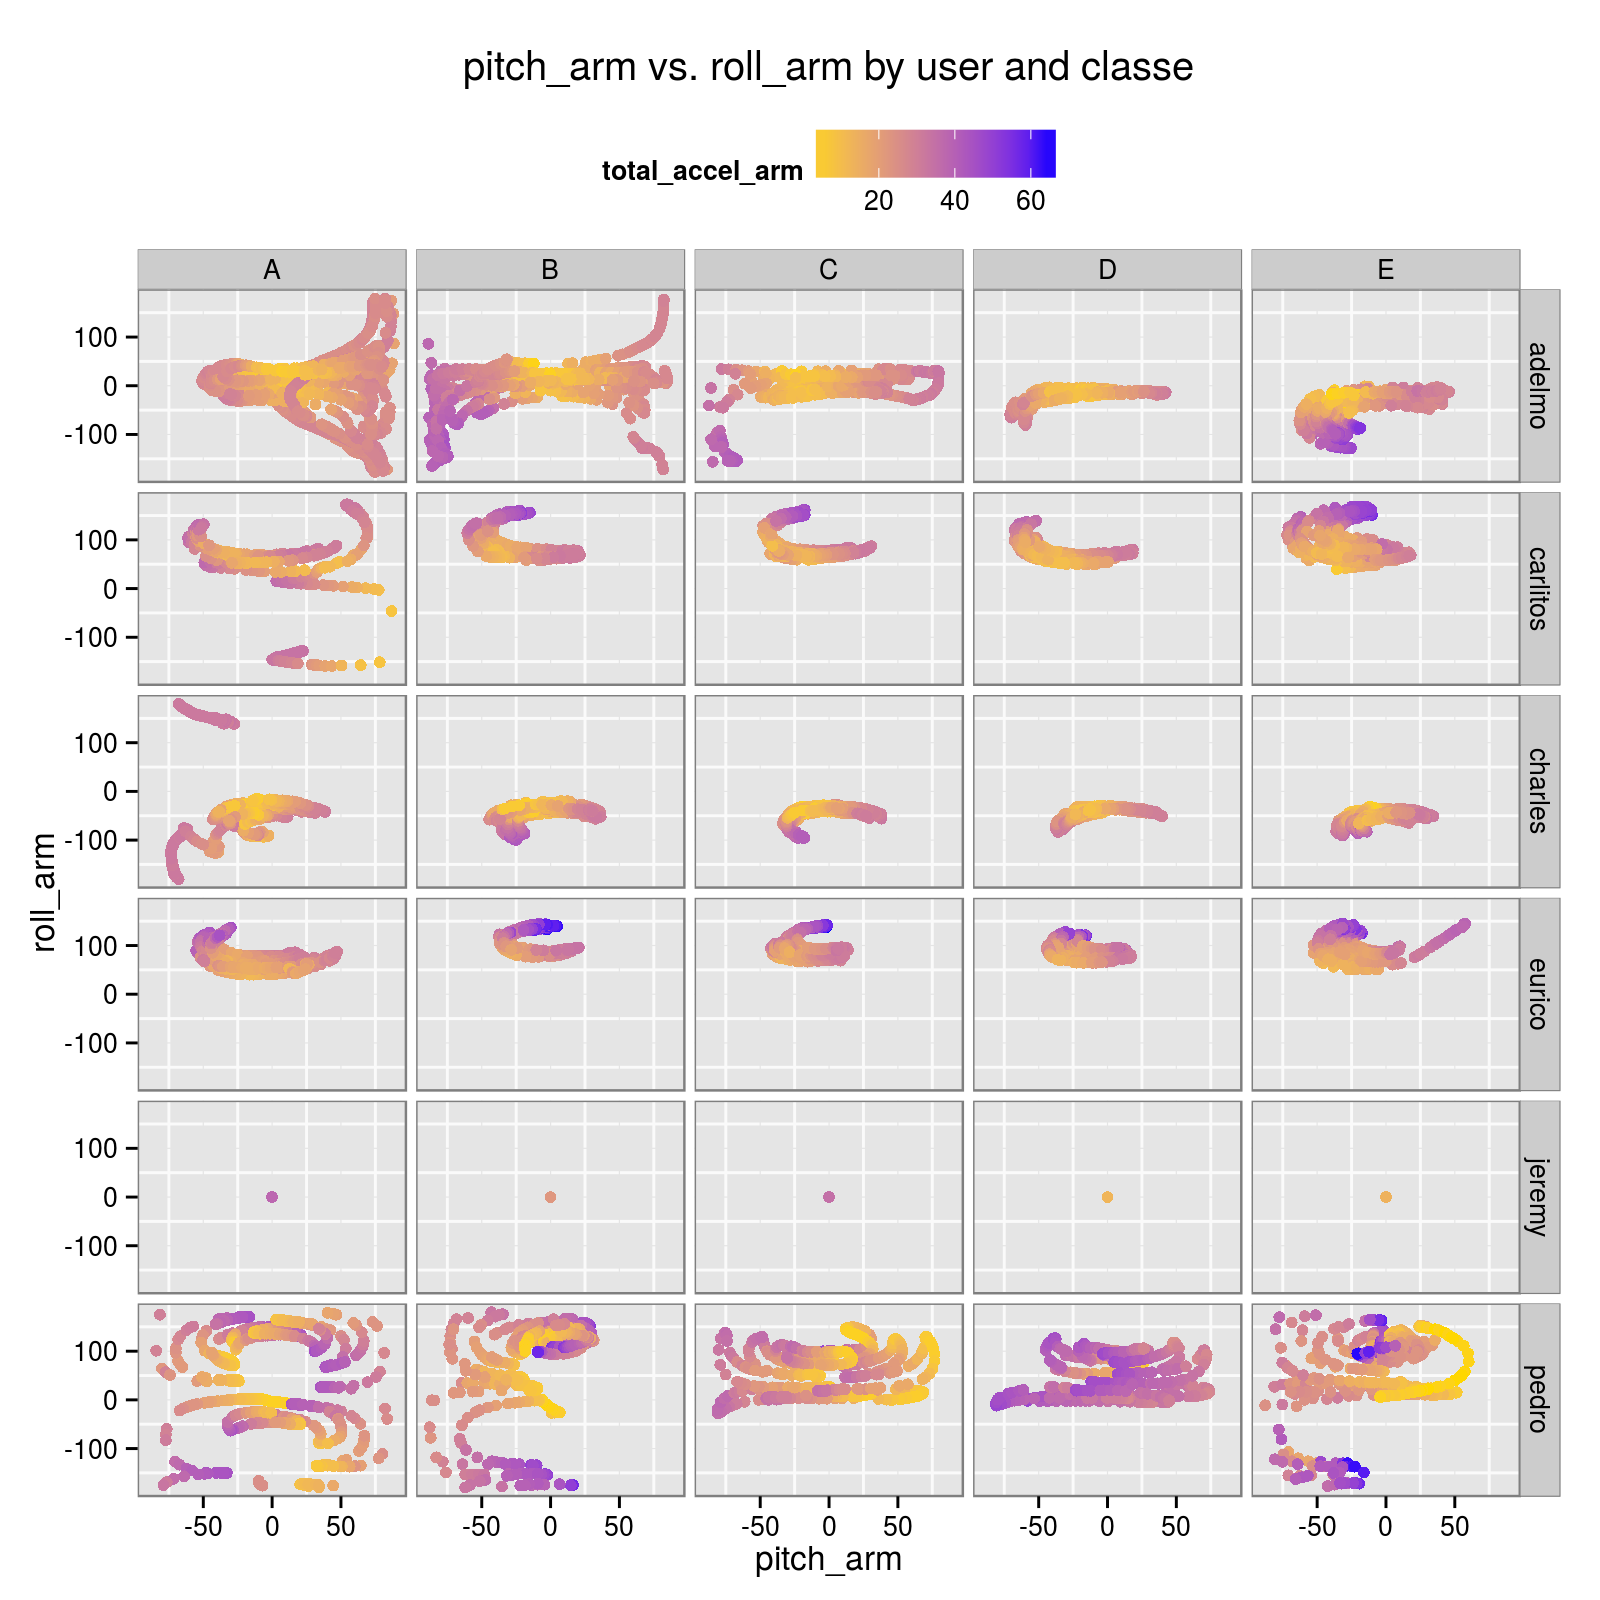 pitch_arm vs. roll_arm by user and classe
total_accel_arm
20 40 60
A B C D E
100
0
-100
adelmo
100
0
-100
carlitos
100
0
-100
charles
roll_arm
100
0
-100
eurico
100
0
-100
jeremy
100
0
-100
pedro
-50 0 50 -50 0 50 -50 0 50 -50 0 50 -50 0 50
pitch_arm